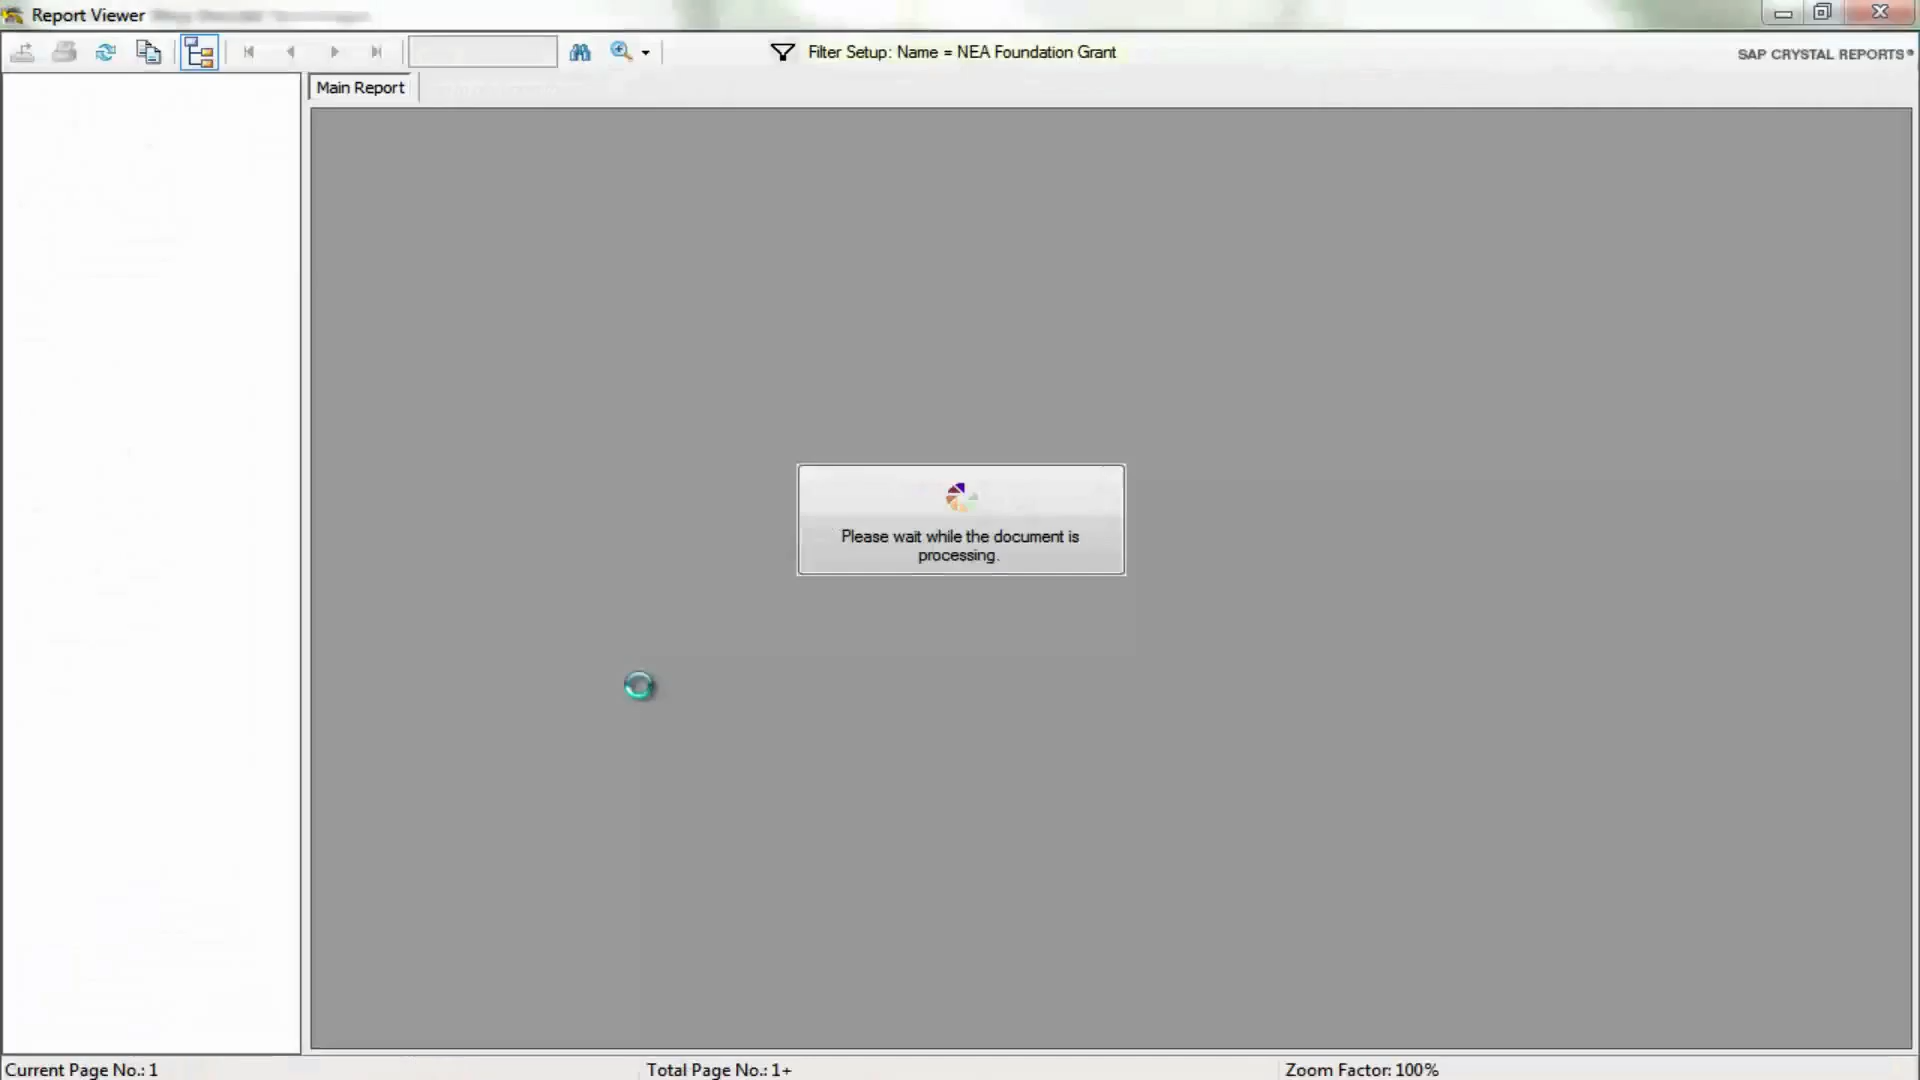 Report Viewer
Filter Setup: Name = NEA Foundation Grant
SAP CRYSTAL REPORTS®
Main Report
Please wait while the document is
processing.
Current Page No.: 1
Total Page No.: 1+
Zoom Factor: 100%